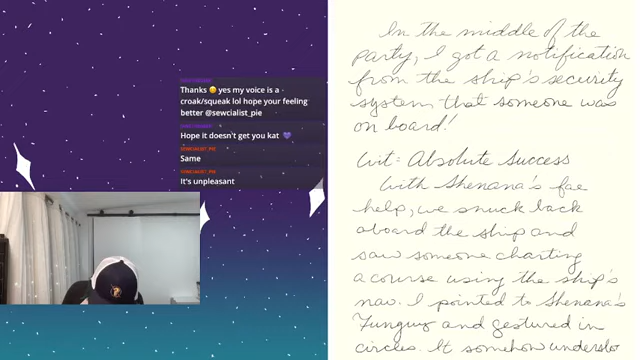 Thanks 😀 yes my voice is a
croak/squeak lol hope your feeling
better @sewcialist_pie
Hope it doesn't get you kat 💜
SEWCIALIST_PIE
Same
SEWCIALIST_PIE
It's unpleasant
In the middle of the
party, I got a notification
from the ship's security
system that someone was
on board!
Wit: Absolute Success
With Shenana's fae
help, we snuck back
aboard the ship and
saw someone charting
a course using the ship's
nav. I pointed to Shenana's
and gestured in
circles. It somehow